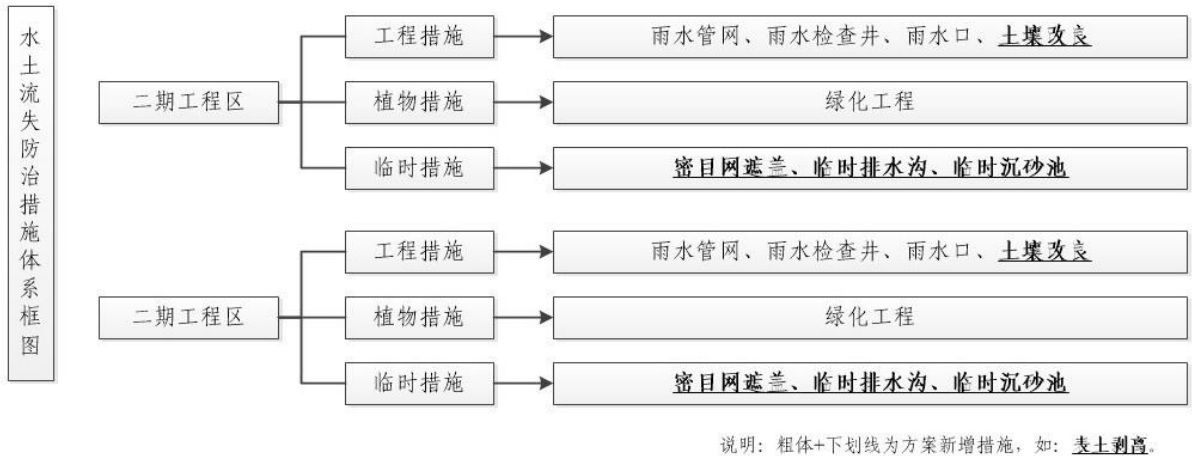 水土流失防治措施体系框图
二期工程区
工程措施
雨水管网、雨水检查井、雨水口、土壤改良
植物措施
绿化工程
临时措施
密目网遮盖、临时排水沟、临时沉砂池
二期工程区
工程措施
雨水管网、雨水检查井、雨水口、土壤改良
植物措施
绿化工程
临时措施
密目网遮盖、临时排水沟、临时沉砂池
说明：粗体+下划线为方案新增措施，如：表土剥离。